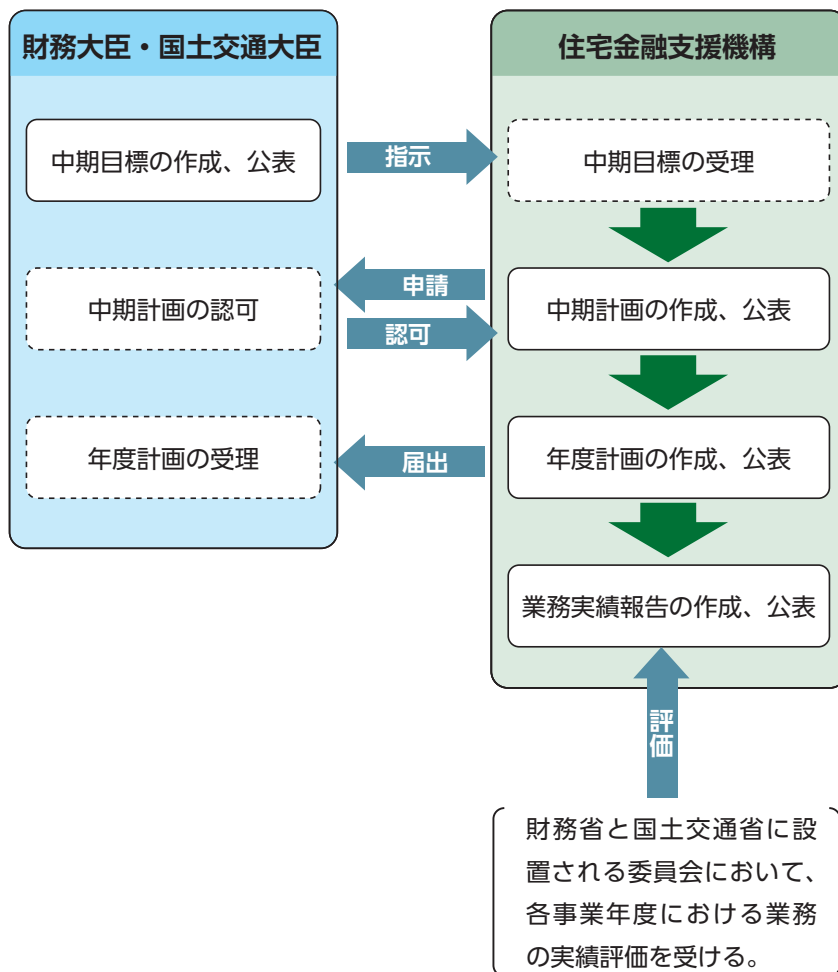 財務大臣・国土交通大臣
住宅金融支援機構
中期目標の作成、公表
指示
中期目標の受理
申請
中期計画の認可
認可
中期計画の作成、公表
年度計画の受理
届出
年度計画の作成、公表
業務実績報告の作成、公表
評価
財務省と国土交通省に設
置される委員会において、
各事業年度における業務
の実績評価を受ける。